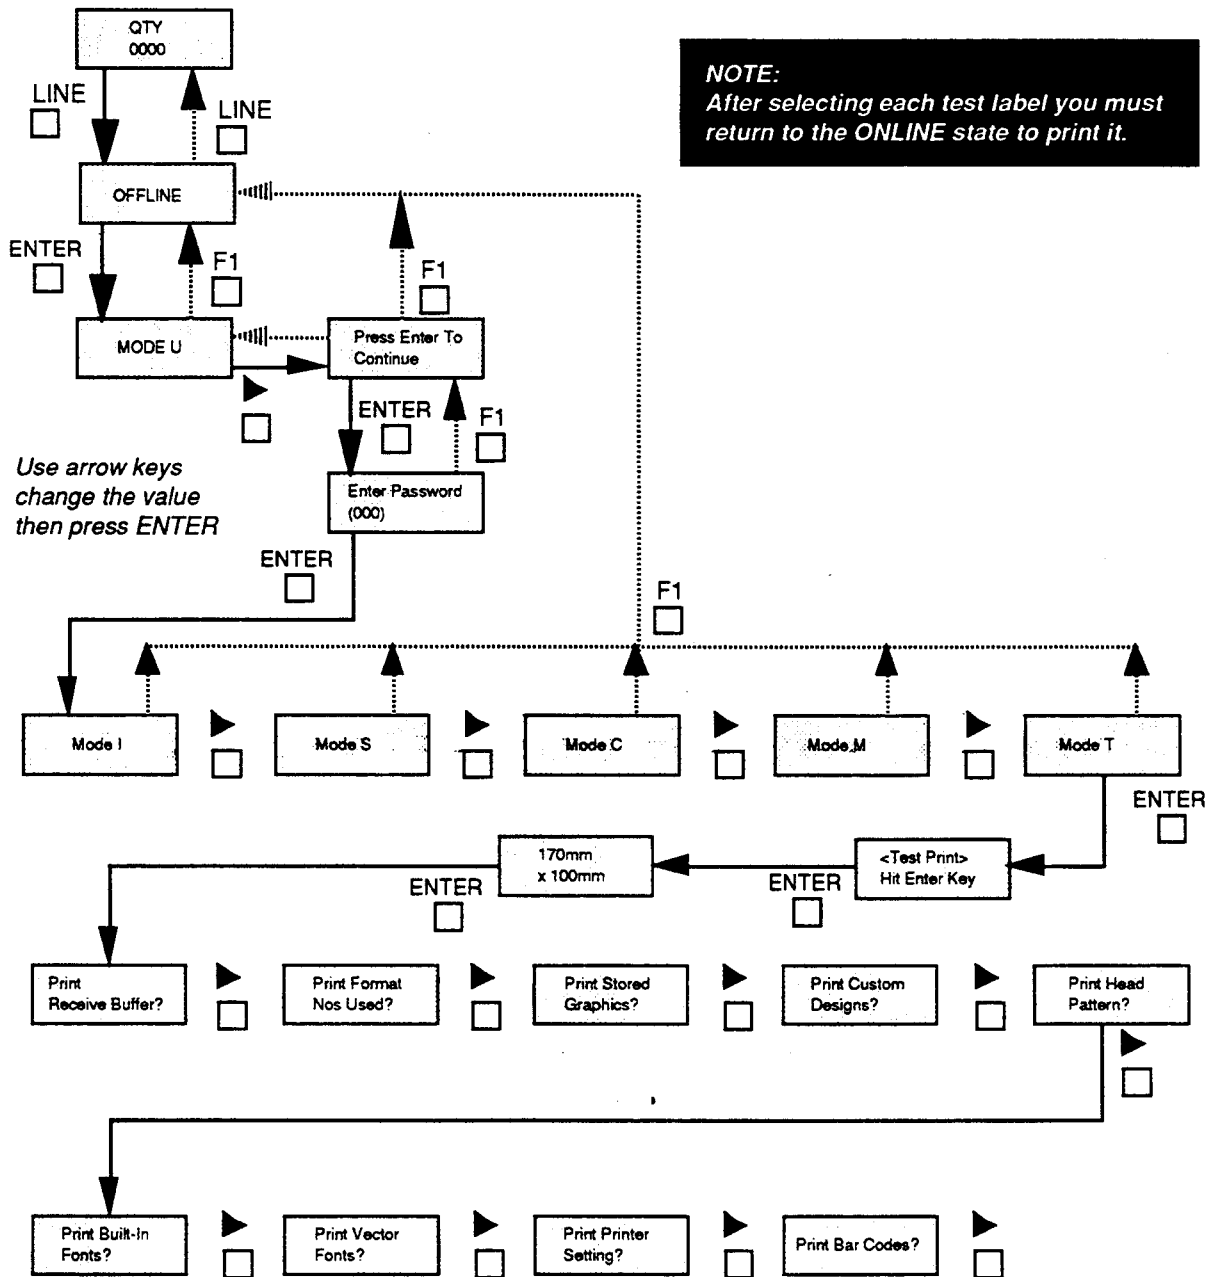 QTY
0000
NOTE:
After selecting each test label you must
return to the ONLINE state to print it.
LINE
LINE
OFFLINE
ENTER
F1
F1
MODE U
Press Enter To
Continue
ENTER
F1
Use arrow keys
change the value
then press ENTER
Enter Password
(000)
ENTER
F1
Mode I
Mode S
Mode C
Mode M
Mode T
ENTER
170mm
x 100mm
<Test Print>
Hit Enter Key
ENTER
ENTER
Print
Receive Buffer?
Print Format
Nos Used?
Print Stored
Graphics?
Print Custom
Designs?
Print Head
Pattern?
Print Built-In
Fonts?
Print Vector
Fonts?
Print Printer
Setting?
Print Bar Codes?